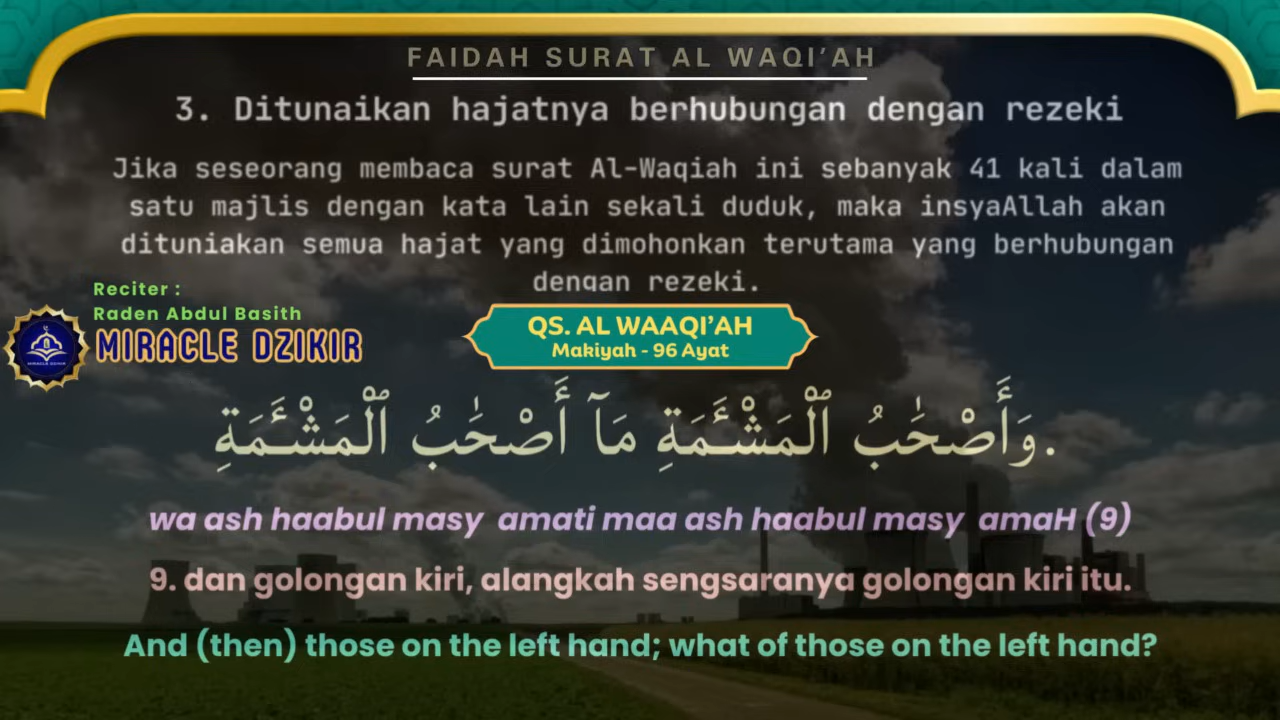 FAIDAH SURAT AL WAQI’AH
3. Ditunaikan hajatnya berhubungan dengan rezeki
Jika seseorang membaca surat Al-Waqiah ini sebanyak 41 kali dalam
satu majlis dengan kata lain sekali duduk, maka insyaAllah akan
dituniakan semua hajat yang dimohonkan terutama yang berhubungan
dengan rezeki.
Reciter :
Raden Abdul Basith
MIRACLE DZIKIR
QS. AL WAAQI’AH
Makiyah - 96 Ayat
وَأَصْحَٰبُ ٱلْمَشْـَٔمَةِ مَآ أَصْحَٰبُ ٱلْمَشْـَٔمَةِ.
wa ash haabul masy amati maa ash haabul masy amaH (9)
9. dan golongan kiri, alangkah sengsaranya golongan kiri itu.
And (then) those on the left hand; what of those on the left hand?